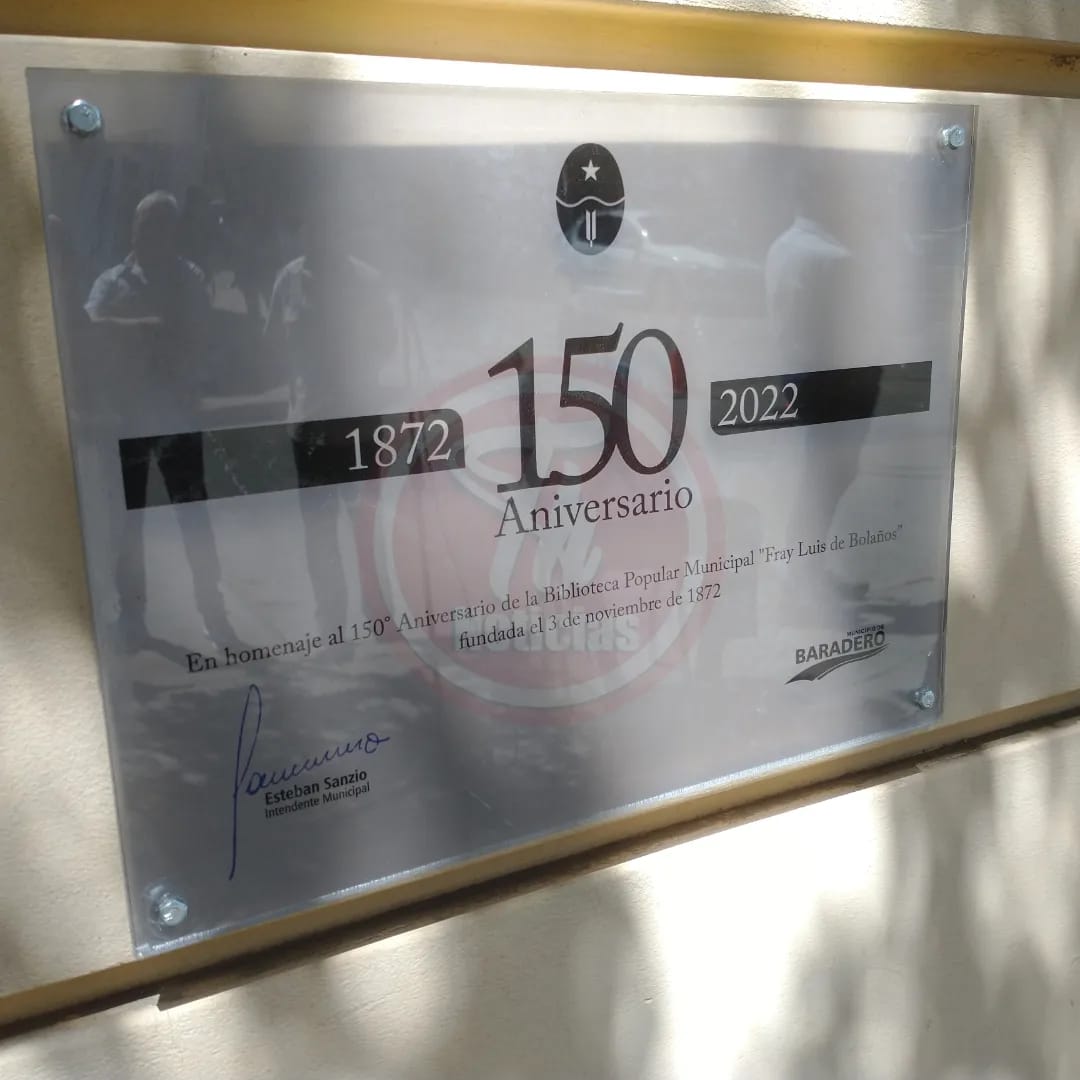 1872
150
2022
Aniversario
En homenaje al 150° Aniversario de la Biblioteca Popular Municipal "Fray Luis de Bolaños"
fundada el 3 de noviembre de 1872
Noticias
MUNICIPIO DE
BARADERO
Esteban Sanzio
Intendente Municipal